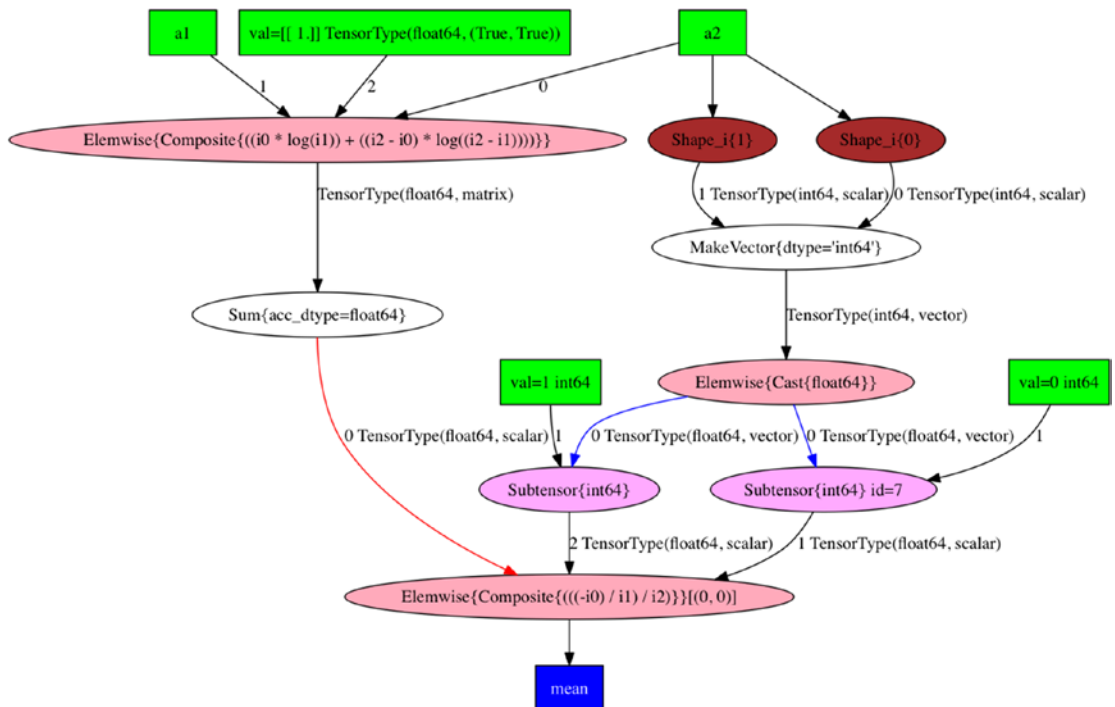 a1
val=[[ 1.]] TensorType(float64, (True, True))
a2
1
2
0
Elemwise{Composite{((i0 * log(i1)) + ((i2 - i0) * log((i2 - i1))))}}
Shape_i{1}
Shape_i{0}
TensorType(float64, matrix)
1 TensorType(int64, scalar)
0 TensorType(int64, scalar)
MakeVector{dtype='int64'}
Sum{acc_dtype=float64}
TensorType(int64, vector)
val=1 int64
Elemwise{Cast{float64}}
val=0 int64
0 TensorType(float64, scalar)
1
0 TensorType(float64, vector)
0 TensorType(float64, vector)
1
Subtensor{int64}
Subtensor{int64} id=7
2 TensorType(float64, scalar)
1 TensorType(float64, scalar)
Elemwise{Composite{(((-i0) / i1) / i2)}}[(0, 0)]
mean